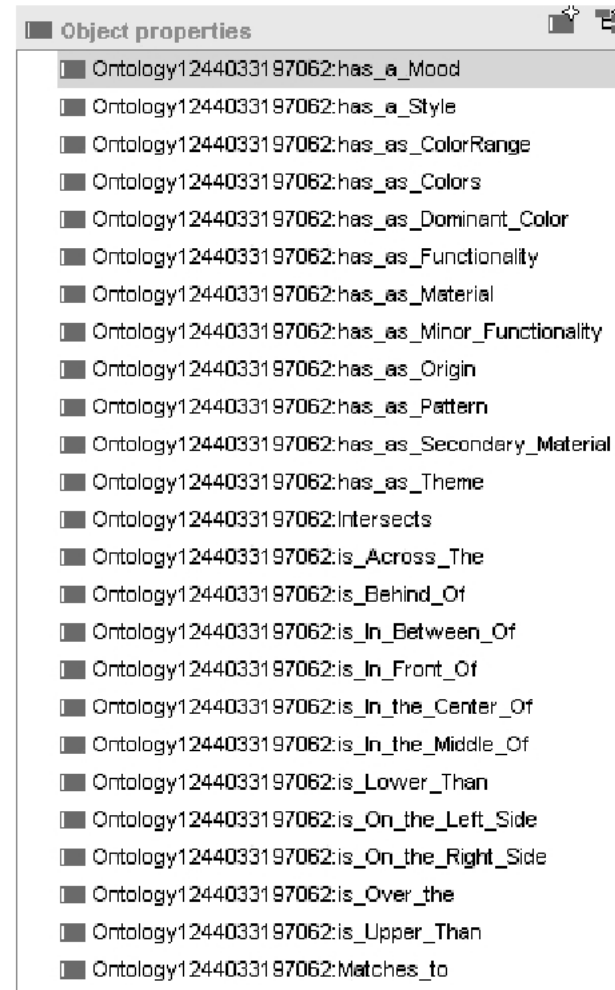 Object properties
Ontology1244033197062:has_a_Mood
Ontology1244033197062:has_a_Style
Ontology1244033197062:has_as_ColorRange
Ontology1244033197062:has_as_Colors
Ontology1244033197062:has_as_Dominant_Color
Ontology1244033197062:has_as_Functionality
Ontology1244033197062:has_as_Material
Ontology1244033197062:has_as_Minor_Functionality
Ontology1244033197062:has_as_Origin
Ontology1244033197062:has_as_Pattern
Ontology1244033197062:has_as_Secondary_Material
Ontology1244033197062:has_as_Theme
Ontology1244033197062:Intersects
Ontology1244033197062:is_Across_The
Ontology1244033197062:is_Behind_Of
Ontology1244033197062:is_In_Between_Of
Ontology1244033197062:is_In_Front_Of
Ontology1244033197062:is_In_the_Center_Of
Ontology1244033197062:is_In_the_Middle_Of
Ontology1244033197062:is_Lower_Than
Ontology1244033197062:is_On_the_Left_Side
Ontology1244033197062:is_On_the_Right_Side
Ontology1244033197062:is_Over_the
Ontology1244033197062:is_Upper_Than
Ontology1244033197062:Matches_to